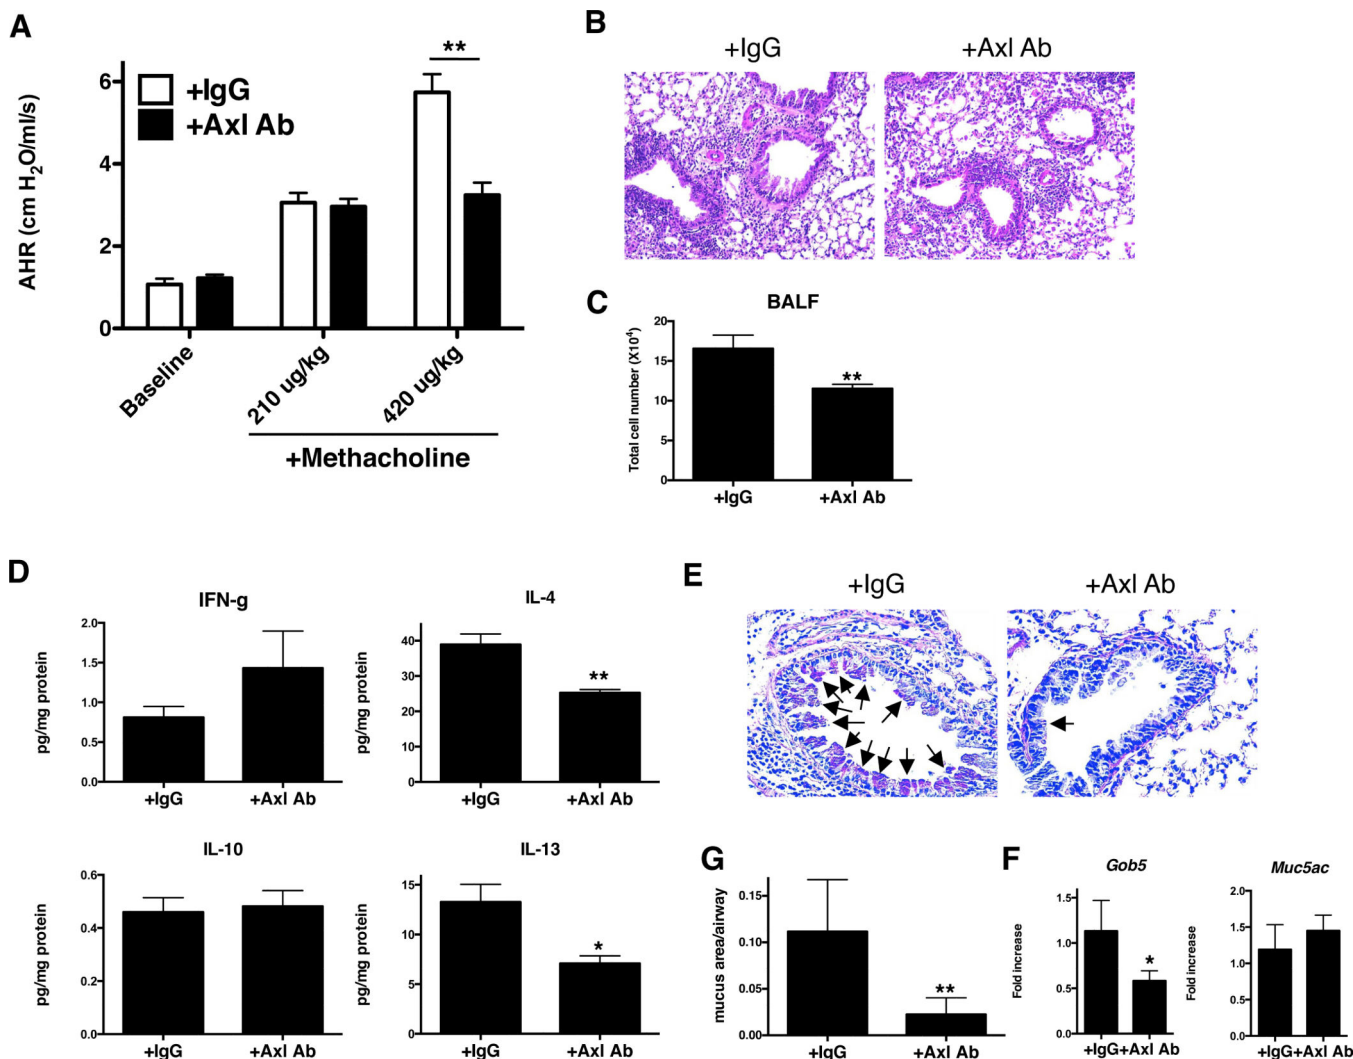 A
AHR (cm H2O/ml/s)
6
4
2
0
+IgG
+Axl Ab
**
Baseline
210 ug/kg
420 ug/kg
+Methacholine
B
+IgG
+Axl Ab
C
BALF
Total cell number (X10⁴)
20
15
10
5
0
**
+IgG
+Axl Ab
D
IFN-g
pg/mg protein
2.0
1.5
1.0
0.5
0.0
+IgG
+Axl Ab
IL-4
pg/mg protein
40
30
20
10
0
**
+IgG
+Axl Ab
IL-10
pg/mg protein
0.6
0.4
0.2
0.0
+IgG
+Axl Ab
IL-13
pg/mg protein
15
10
5
0
*
+IgG
+Axl Ab
E
+IgG
+Axl Ab
G
mucus area/airway
0.15
0.10
0.05
0.00
**
+IgG
+Axl Ab
F
Gob5
Fold increase
1.5
1.0
0.5
0.0
*
+IgG+Axl Ab
Muc5ac
Fold increase
2.0
1.5
1.0
0.5
0.0
+IgG+Axl Ab